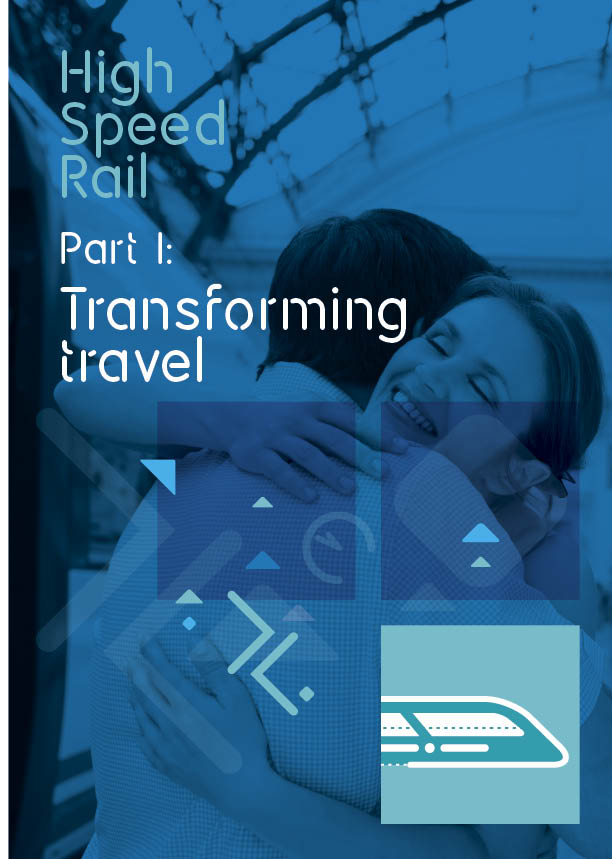 High
Speed
Rail
Part 1:
Transforming
travel